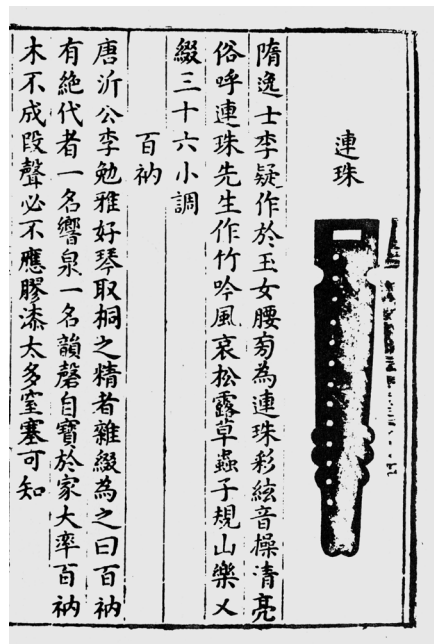 連珠
隋逸士李疑作於玉女腰旁為連珠彩絃音操清亮
俗呼連珠先生作竹吟風哀松露草蟲子規山樂乂
綴三十六小調
百衲
唐沂公李勉雅好琴取桐之精者雜綴為之曰百衲
有絶代者一名響泉一名韻磬自寶於家大率百衲
木不成段聲必不應膠漆太多窒塞可知